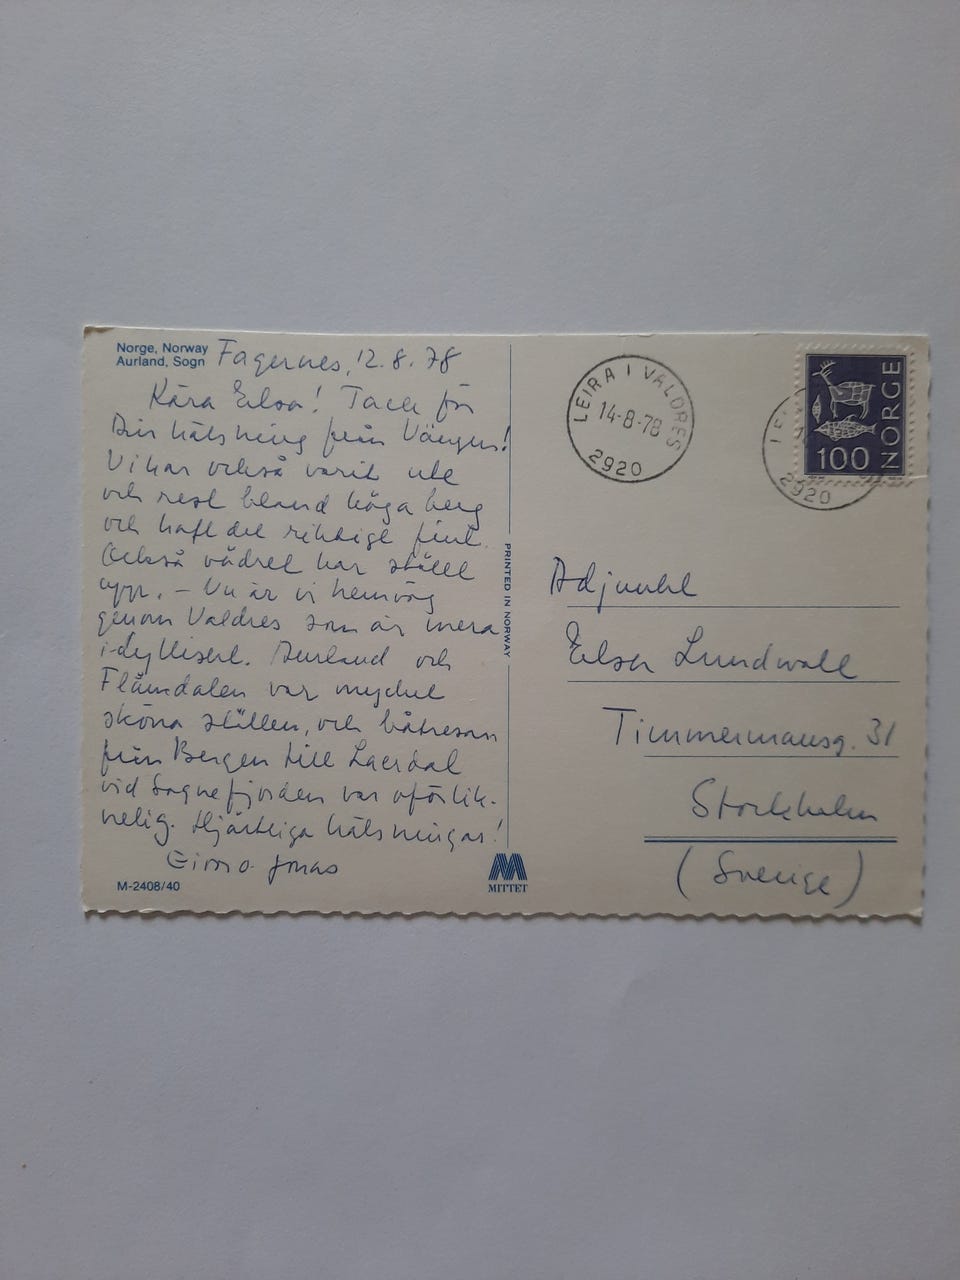 Norge, Norway
Aurland, Sogn
Fagernes, 12.8.78
Kära Elsa! Tack för
Din hälsning från Vängsn!
Vi har också varit ute
och rest bland höga berg
och haft det riktigt fint.
Också vädret har ställt
upp. – Nu är vi hemväg
genom Valdres som är mera
idylliskt. Aurland och
Flåmdalen var mycket
sköna ställen, och båtresan
från Bergen till Laerdal
vid Sognefjorden var oförlik-
nelig. Hjärtliga hälsningar!
Jonas
M-2408/40
PRINTED IN NORWAY
MITTET
LEIRA I VALDRES
14-8-78
2920
LEI
2920
NORGE
100
Adjunkt
Elsa Lundwall
Timmermansg. 31
Stockholm
(Sverige)